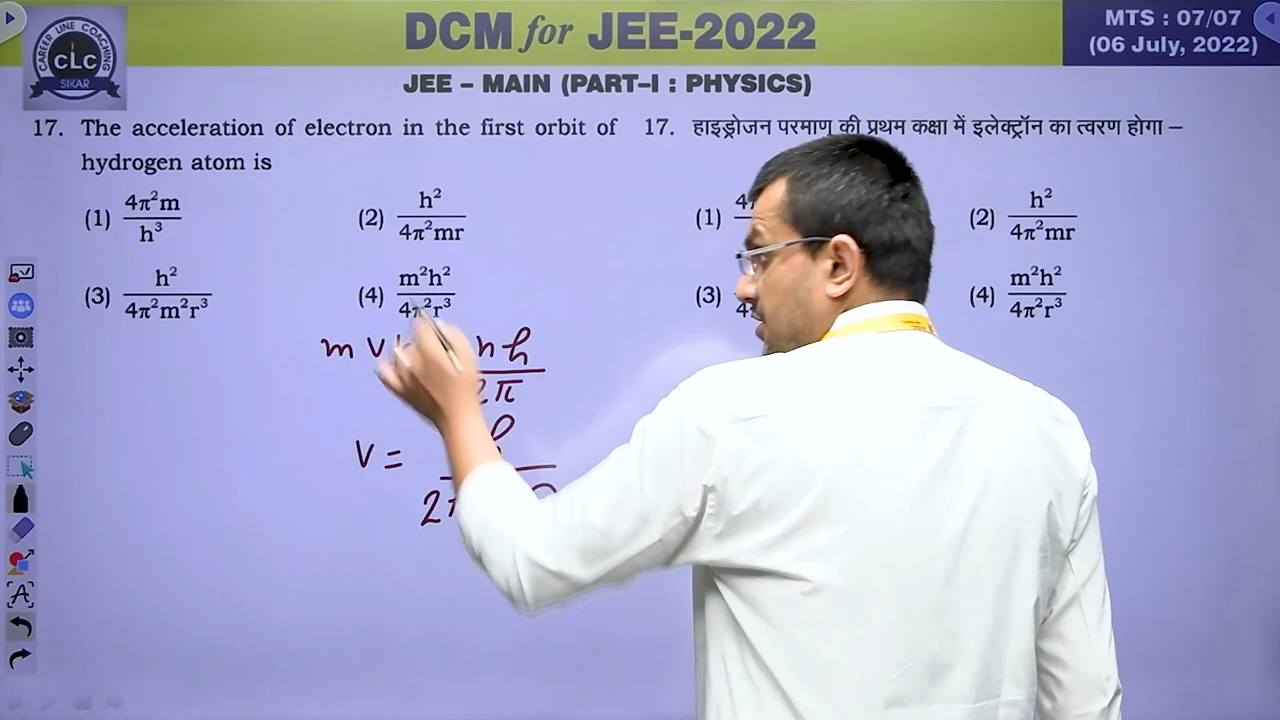 CAREER LINE COACHING
CLC
SIKAR
DCM for JEE-2022
MTS : 07/07
(06 July, 2022)
JEE – MAIN (PART–I : PHYSICS)
17. The acceleration of electron in the first orbit of
hydrogen atom is
(1) 4π²m/h³
(2) h²/4π²mr
(3) h²/4π²m²r³
(4) m²h²/4π²r³
17. हाइड्रोजन परमाणु की प्रथम कक्षा में इलेक्ट्रॉन का त्वरण होगा –
(1)
(2) h²/4π²mr
(3)
(4) m²h²/4π²r³
m v nh
2π
v = h
2